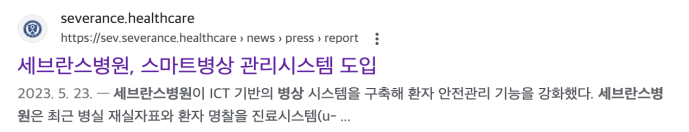 severance.healthcare
https://sev.severance.healthcare › news › press › report
세브란스병원, 스마트병상 관리시스템 도입
2023. 5. 23. — 세브란스병원이 ICT 기반의 병상 시스템을 구축해 환자 안전관리 기능을 강화했다. 세브란스병
원은 최근 병실 재실자표와 환자 명찰을 진료시스템(u- ...